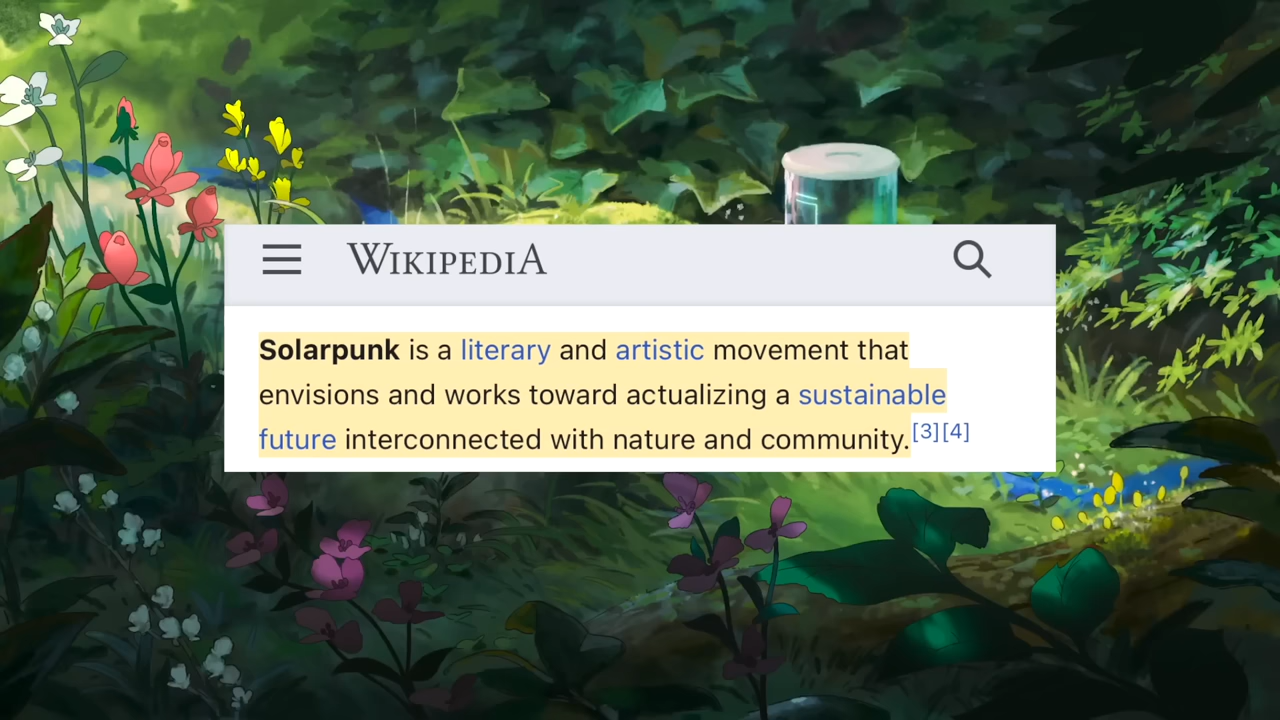 WIKIPEDIA
Solarpunk is a literary and artistic movement that
envisions and works toward actualizing a sustainable
future interconnected with nature and community.[3][4]